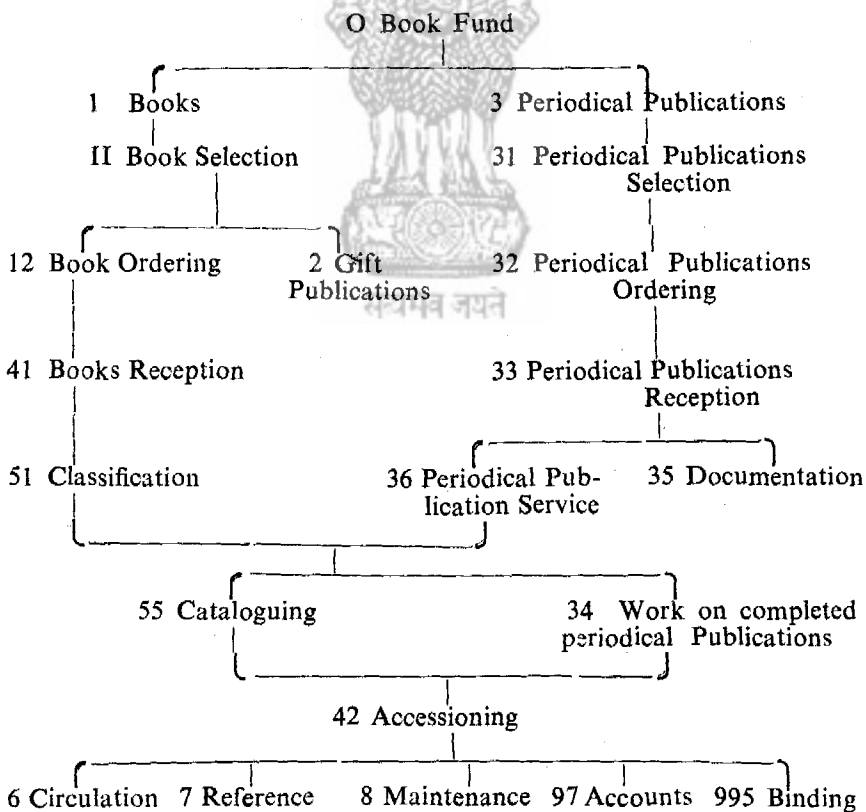 O Book Fund
1 Books
3 Periodical Publications
II Book Selection
31 Periodical Publications
Selection
12 Book Ordering
2 Gift
Publications
32 Periodical Publications
Ordering
सत्यमेव जयते
41 Books Reception
33 Periodical Publications
Reception
51 Classification
36 Periodical Pub-
lication Service
35 Documentation
55 Cataloguing
34 Work on completed
periodical Publications
42 Accessioning
6 Circulation 7 Reference 8 Maintenance 97 Accounts 995 Binding